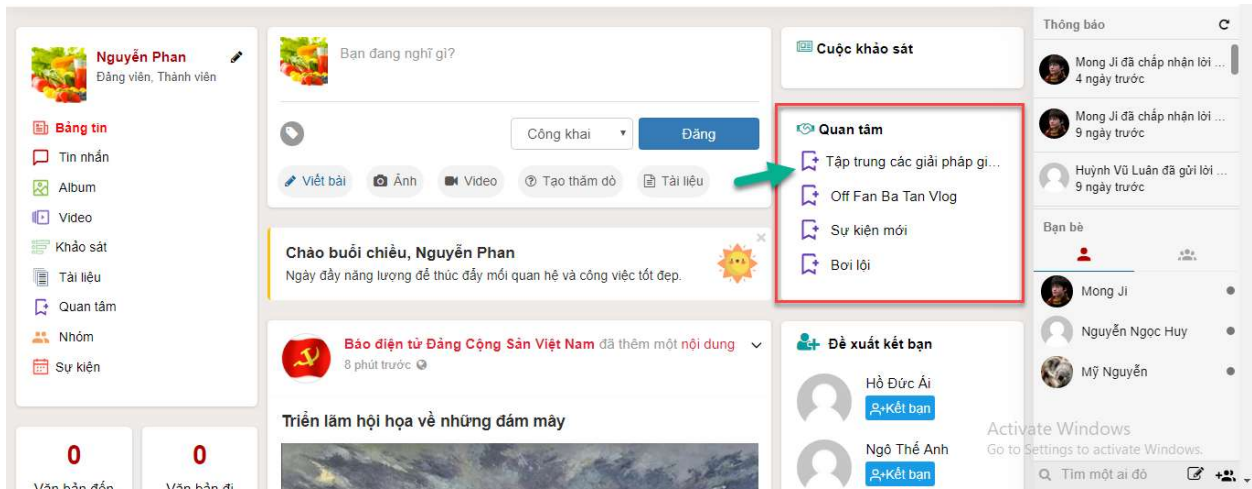 Nguyễn Phan
Đảng viên, Thành viên
Bảng tin
Tin nhắn
Album
Video
Khảo sát
Tài liệu
Quan tâm
Nhóm
Sự kiện
0
Văn bản đến
0
Văn bản đi
Bạn đang nghĩ gì?
Công khai
Đăng
Viết bài
Ảnh
Video
Tạo thăm dò
Tài liệu
Chào buổi chiều, Nguyễn Phan
Ngày đầy năng lượng để thúc đẩy mối quan hệ và công việc tốt đẹp.
Báo điện tử Đảng Cộng Sản Việt Nam đã thêm một nội dung
8 phút trước
Triển lãm hội họa về những đám mây
Cuộc khảo sát
Quan tâm
Tập trung các giải pháp gi...
Off Fan Ba Tan Vlog
Sự kiện mới
Bơi lội
Đề xuất kết bạn
Hồ Đức Ái
Kết bạn
Ngô Thế Anh
Kết bạn
Thông báo
Mong Ji đã chấp nhận lời ...
4 ngày trước
Mong Ji đã chấp nhận lời ...
9 ngày trước
Huỳnh Vũ Luân đã gửi lời ...
9 ngày trước
Bạn bè
Mong Ji
Nguyễn Ngọc Huy
Mỹ Nguyễn
Activate Windows
Go to Settings to activate Windows.
Tìm một ai đó